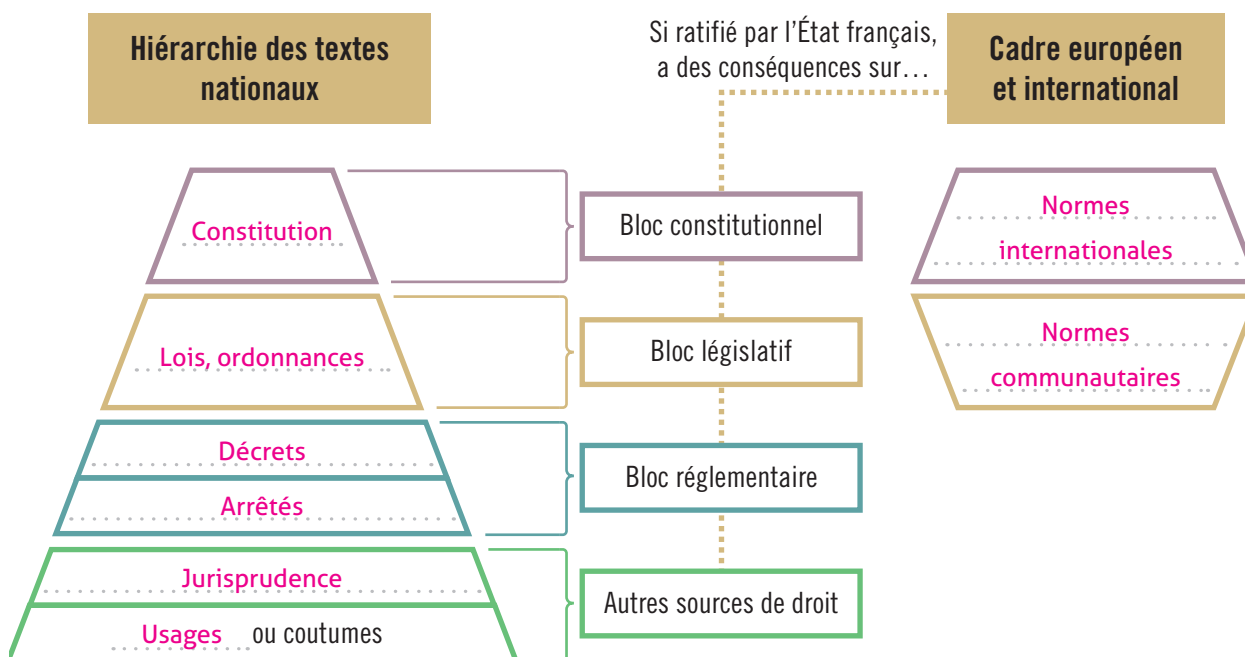 Hiérarchie des textes
nationaux
Si ratifié par l’État français,
a des conséquences sur…
Cadre européen
et international
Constitution
Bloc constitutionnel
Normes
internationales
Lois, ordonnances
Bloc législatif
Normes
communautaires
Décrets
Arrêtés
Bloc réglementaire
Jurisprudence
Usages ou coutumes
Autres sources de droit